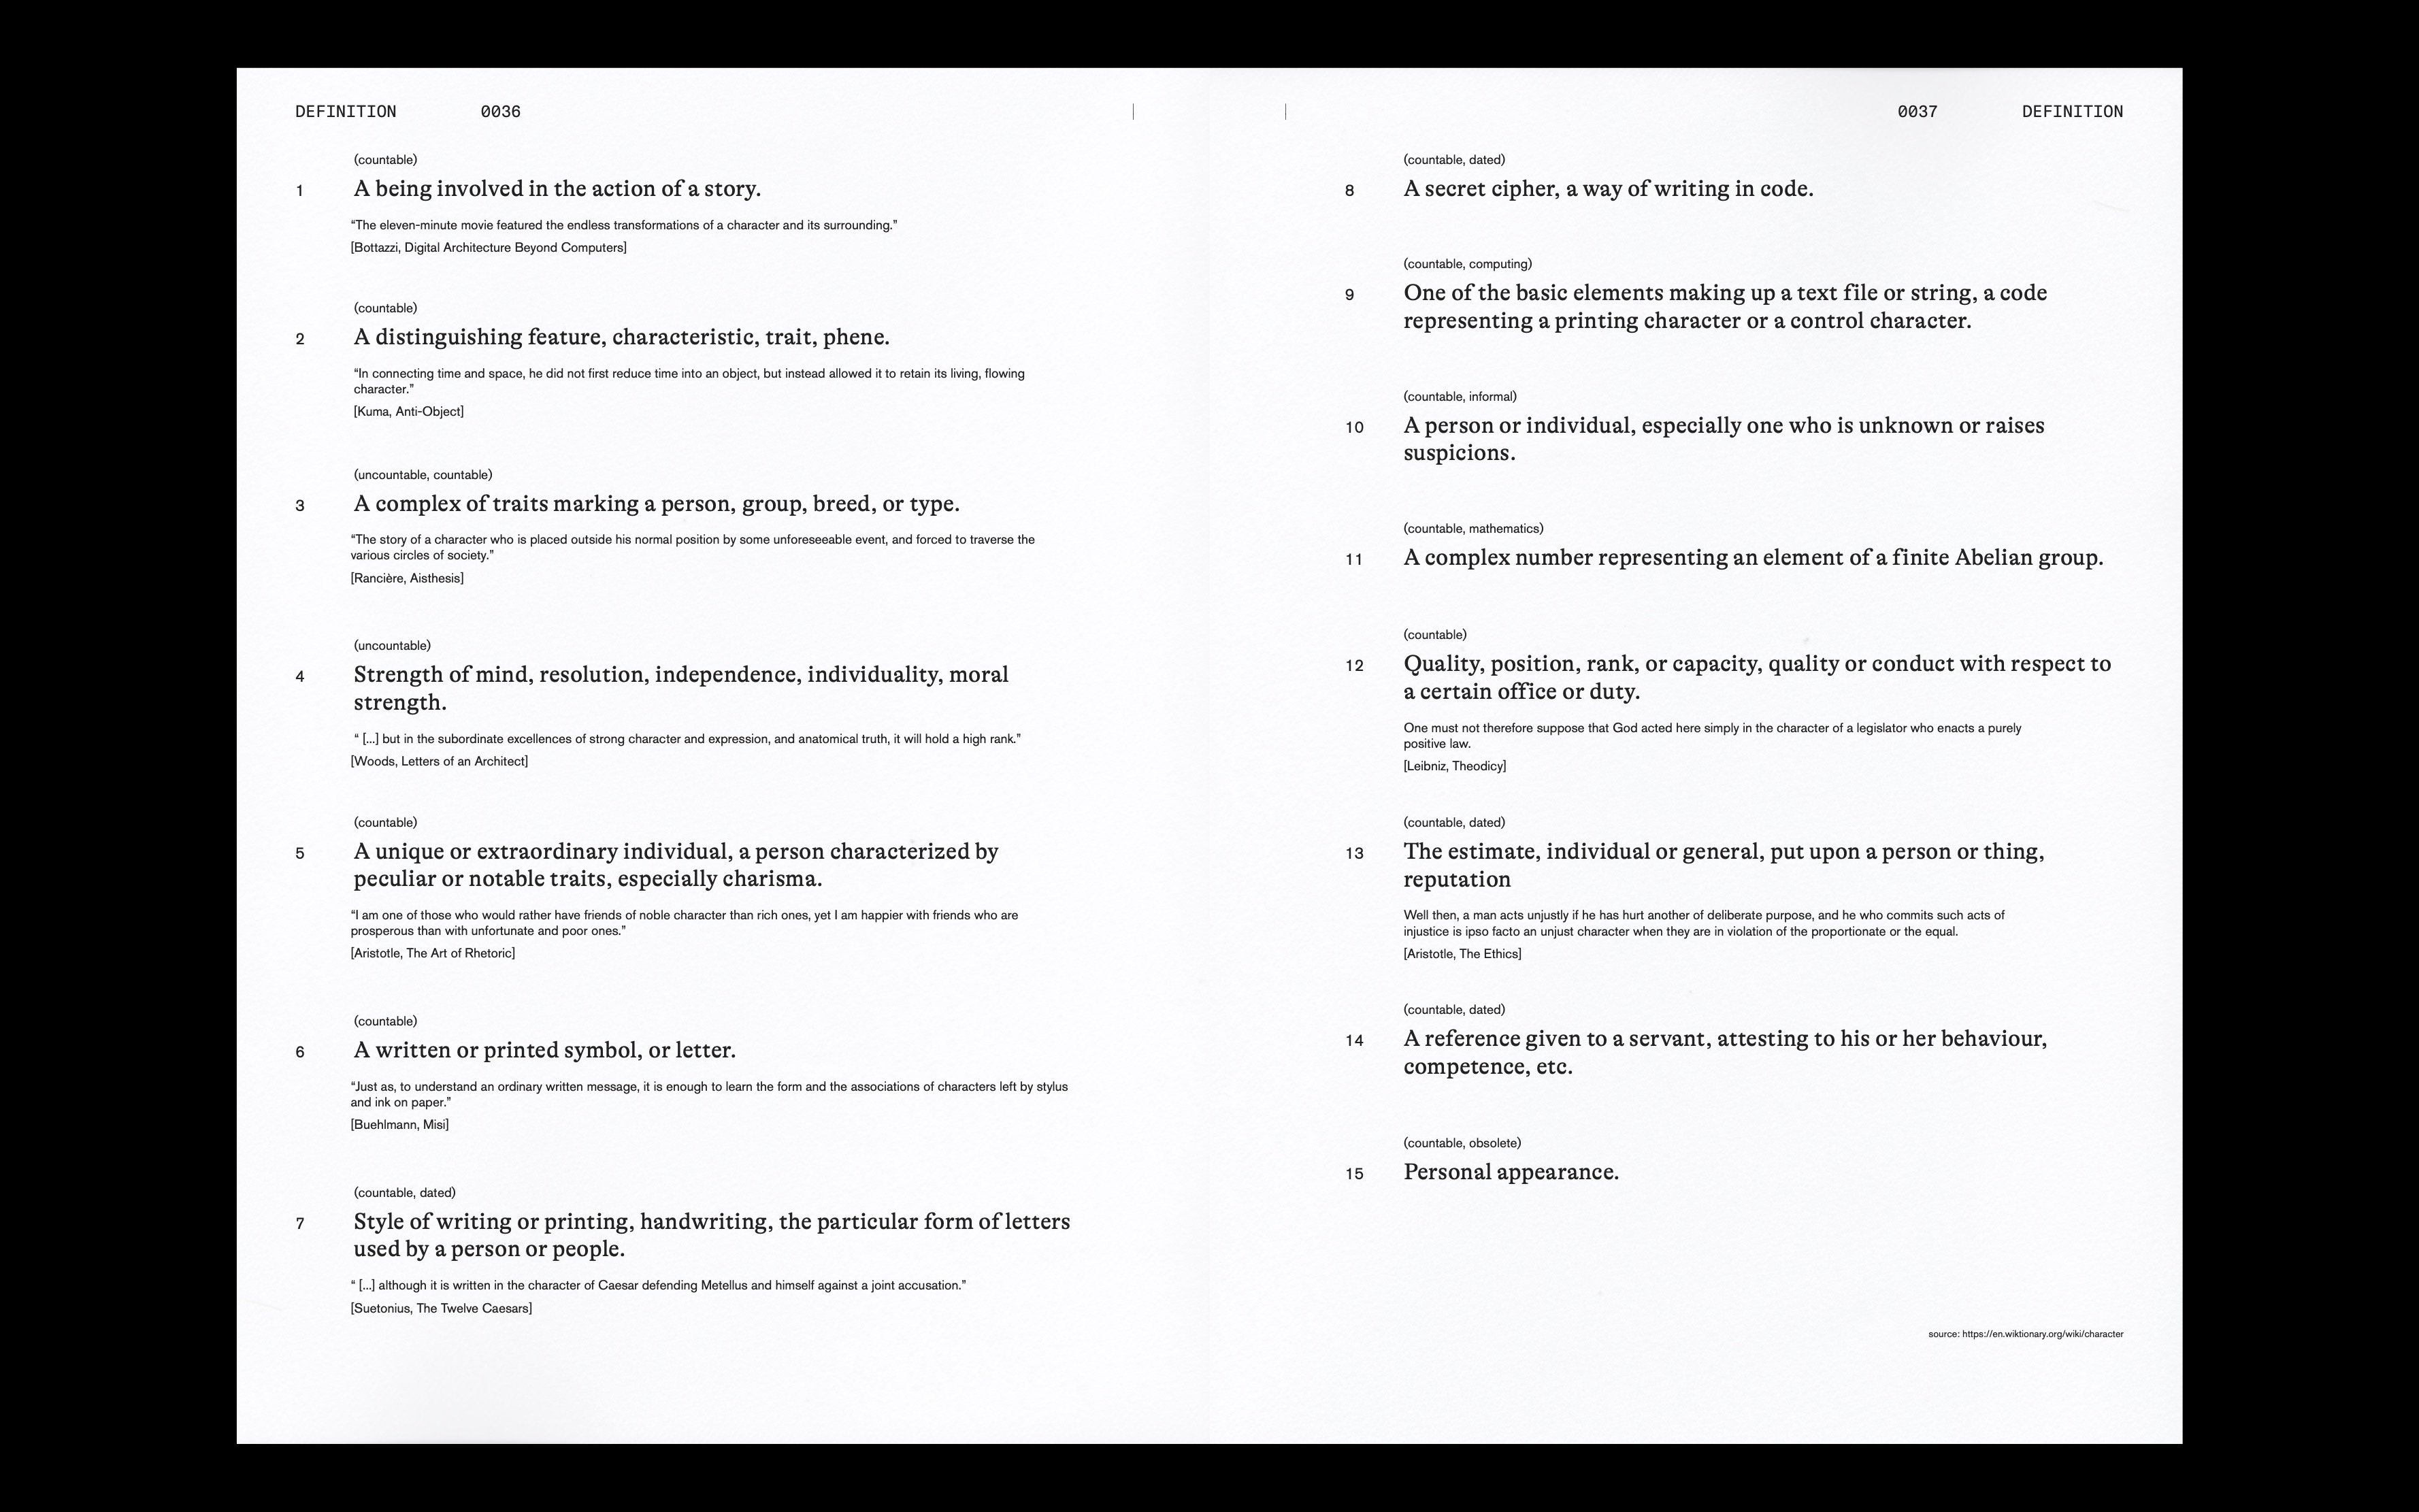 DEFINITION 0036
(countable)
1 A being involved in the action of a story.
“The eleven-minute movie featured the endless transformations of a character and its surrounding.”
[Bottazzi, Digital Architecture Beyond Computers]
(countable)
2 A distinguishing feature, characteristic, trait, phene.
“In connecting time and space, he did not first reduce time into an object, but instead allowed it to retain its living, flowing
character.”
[Kuma, Anti-Object]
(uncountable, countable)
3 A complex of traits marking a person, group, breed, or type.
“The story of a character who is placed outside his normal position by some unforeseeable event, and forced to traverse the
various circles of society.”
[Rancière, Aisthesis]
(uncountable)
4 Strength of mind, resolution, independence, individuality, moral
strength.
“ [...] but in the subordinate excellences of strong character and expression, and anatomical truth, it will hold a high rank.”
[Woods, Letters of an Architect]
(countable)
5 A unique or extraordinary individual, a person characterized by
peculiar or notable traits, especially charisma.
“I am one of those who would rather have friends of noble character than rich ones, yet I am happier with friends who are
prosperous than with unfortunate and poor ones.”
[Aristotle, The Art of Rhetoric]
(countable)
6 A written or printed symbol, or letter.
“Just as, to understand an ordinary written message, it is enough to learn the form and the associations of characters left by stylus
and ink on paper.”
[Buehlmann, Misi]
(countable, dated)
7 Style of writing or printing, handwriting, the particular form of letters
used by a person or people.
“ [...] although it is written in the character of Caesar defending Metellus and himself against a joint accusation.”
[Suetonius, The Twelve Caesars]
0037 DEFINITION
(countable, dated)
8 A secret cipher, a way of writing in code.
(countable, computing)
9 One of the basic elements making up a text file or string, a code
representing a printing character or a control character.
(countable, informal)
10 A person or individual, especially one who is unknown or raises
suspicions.
(countable, mathematics)
11 A complex number representing an element of a finite Abelian group.
(countable)
12 Quality, position, rank, or capacity, quality or conduct with respect to
a certain office or duty.
One must not therefore suppose that God acted here simply in the character of a legislator who enacts a purely
positive law.
[Leibniz, Theodicy]
(countable, dated)
13 The estimate, individual or general, put upon a person or thing,
reputation
Well then, a man acts unjustly if he has hurt another of deliberate purpose, and he who commits such acts of
injustice is ipso facto an unjust character when they are in violation of the proportionate or the equal.
[Aristotle, The Ethics]
(countable, dated)
14 A reference given to a servant, attesting to his or her behaviour,
competence, etc.
(countable, obsolete)
15 Personal appearance.
source: https://en.wiktionary.org/wiki/character